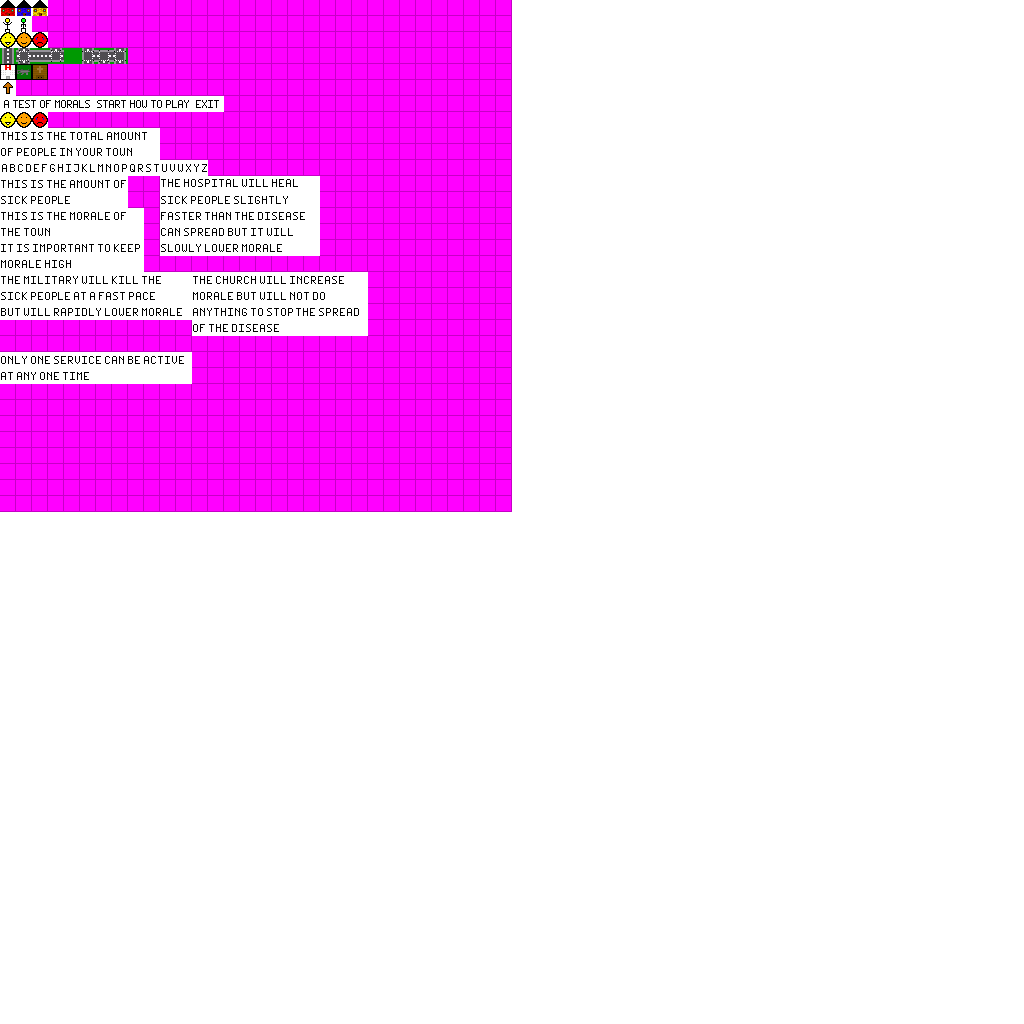 A TEST OF MORALS START HOW TO PLAY EXIT
THIS IS THE TOTAL AMOUNT
OF PEOPLE IN YOUR TOWN
ABCDEFGHIJKLMNOPQRSTUVWXYZ
THIS IS THE AMOUNT OF
SICK PEOPLE
THE HOSPITAL WILL HEAL
SICK PEOPLE SLIGHTLY
FASTER THAN THE DISEASE
CAN SPREAD BUT IT WILL
SLOWLY LOWER MORALE
THIS IS THE MORALE OF
THE TOWN
IT IS IMPORTANT TO KEEP
MORALE HIGH
THE MILITARY WILL KILL THE
SICK PEOPLE AT A FAST PACE
BUT WILL RAPIDLY LOWER MORALE
THE CHURCH WILL INCREASE
MORALE BUT WILL NOT DO
ANYTHING TO STOP THE SPREAD
OF THE DISEASE
ONLY ONE SERVICE CAN BE ACTIVE
AT ANY ONE TIME